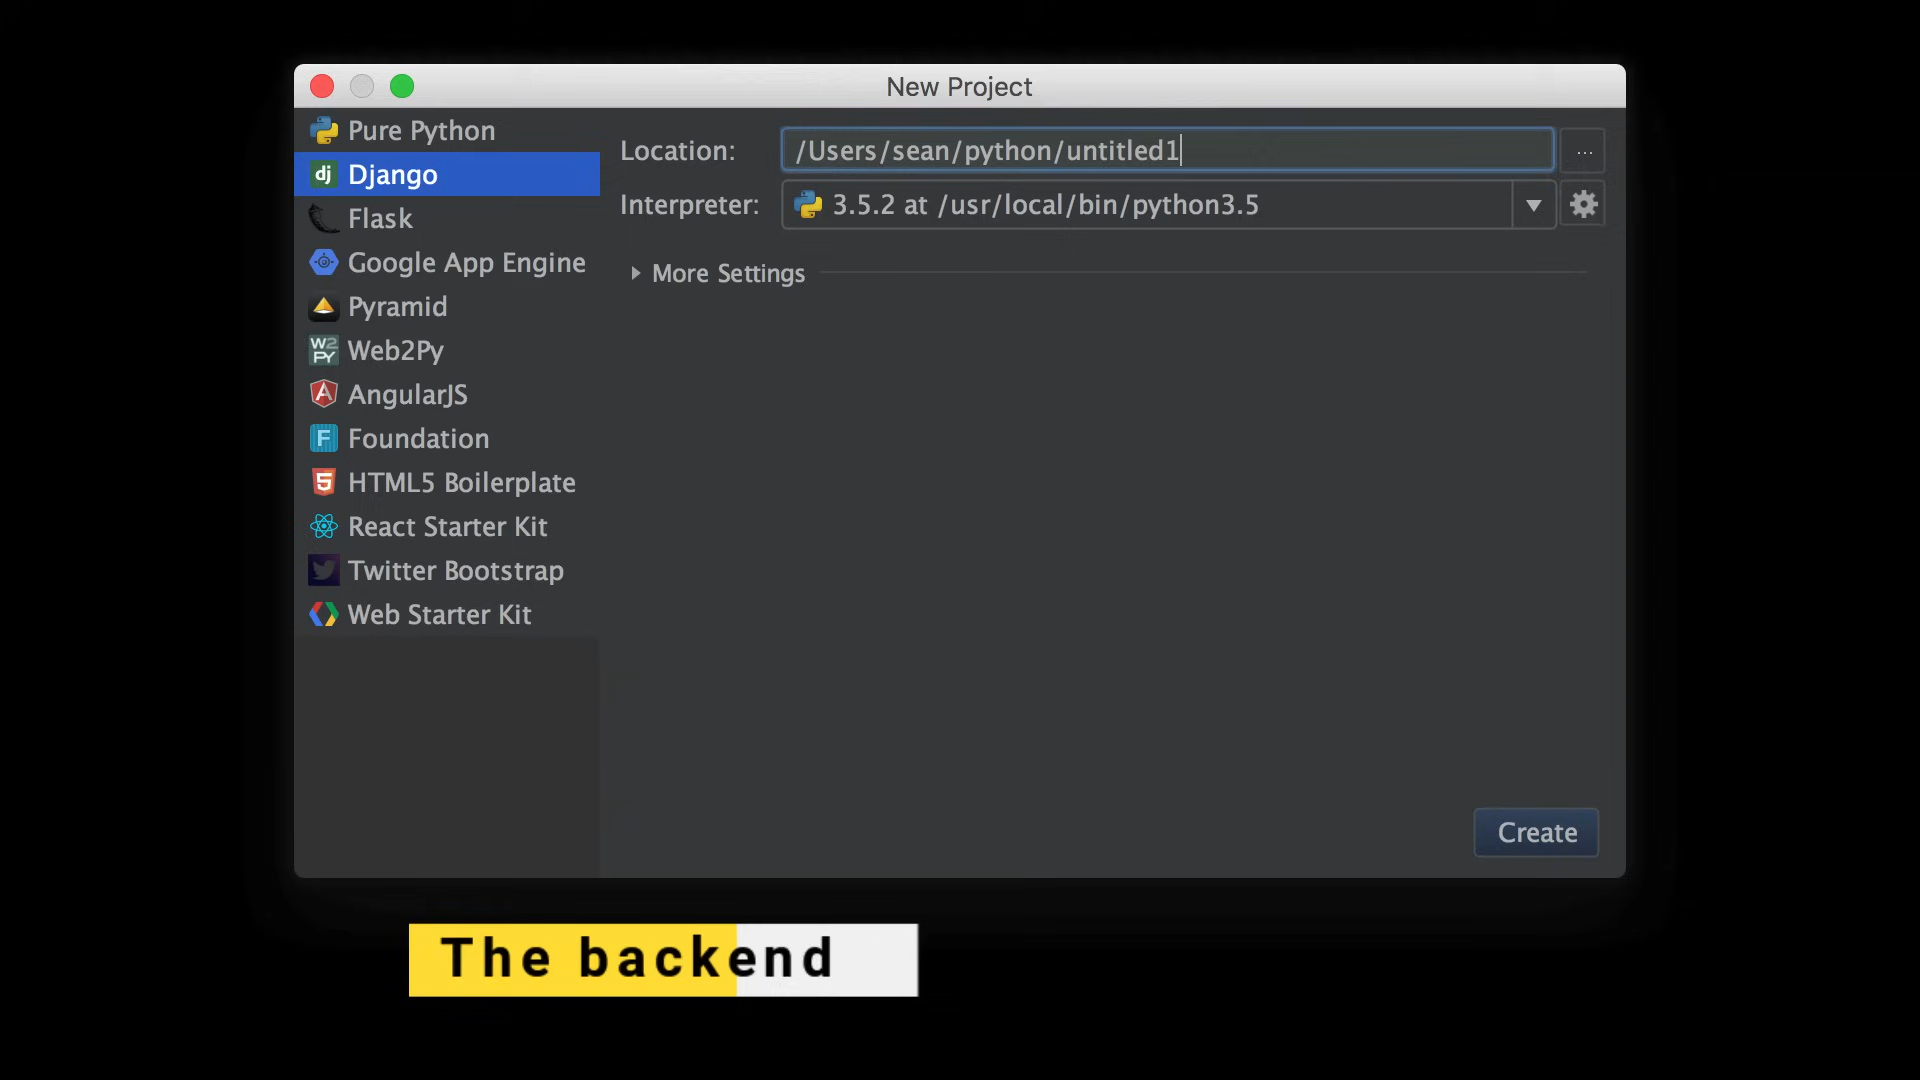 New Project
Pure Python
Django
Flask
Google App Engine
Pyramid
Web2Py
AngularJS
Foundation
HTML5 Boilerplate
React Starter Kit
Twitter Bootstrap
Web Starter Kit
Location: /Users/sean/python/untitled1 ...
Interpreter: 3.5.2 at /usr/local/bin/python3.5
More Settings
Create
The backend